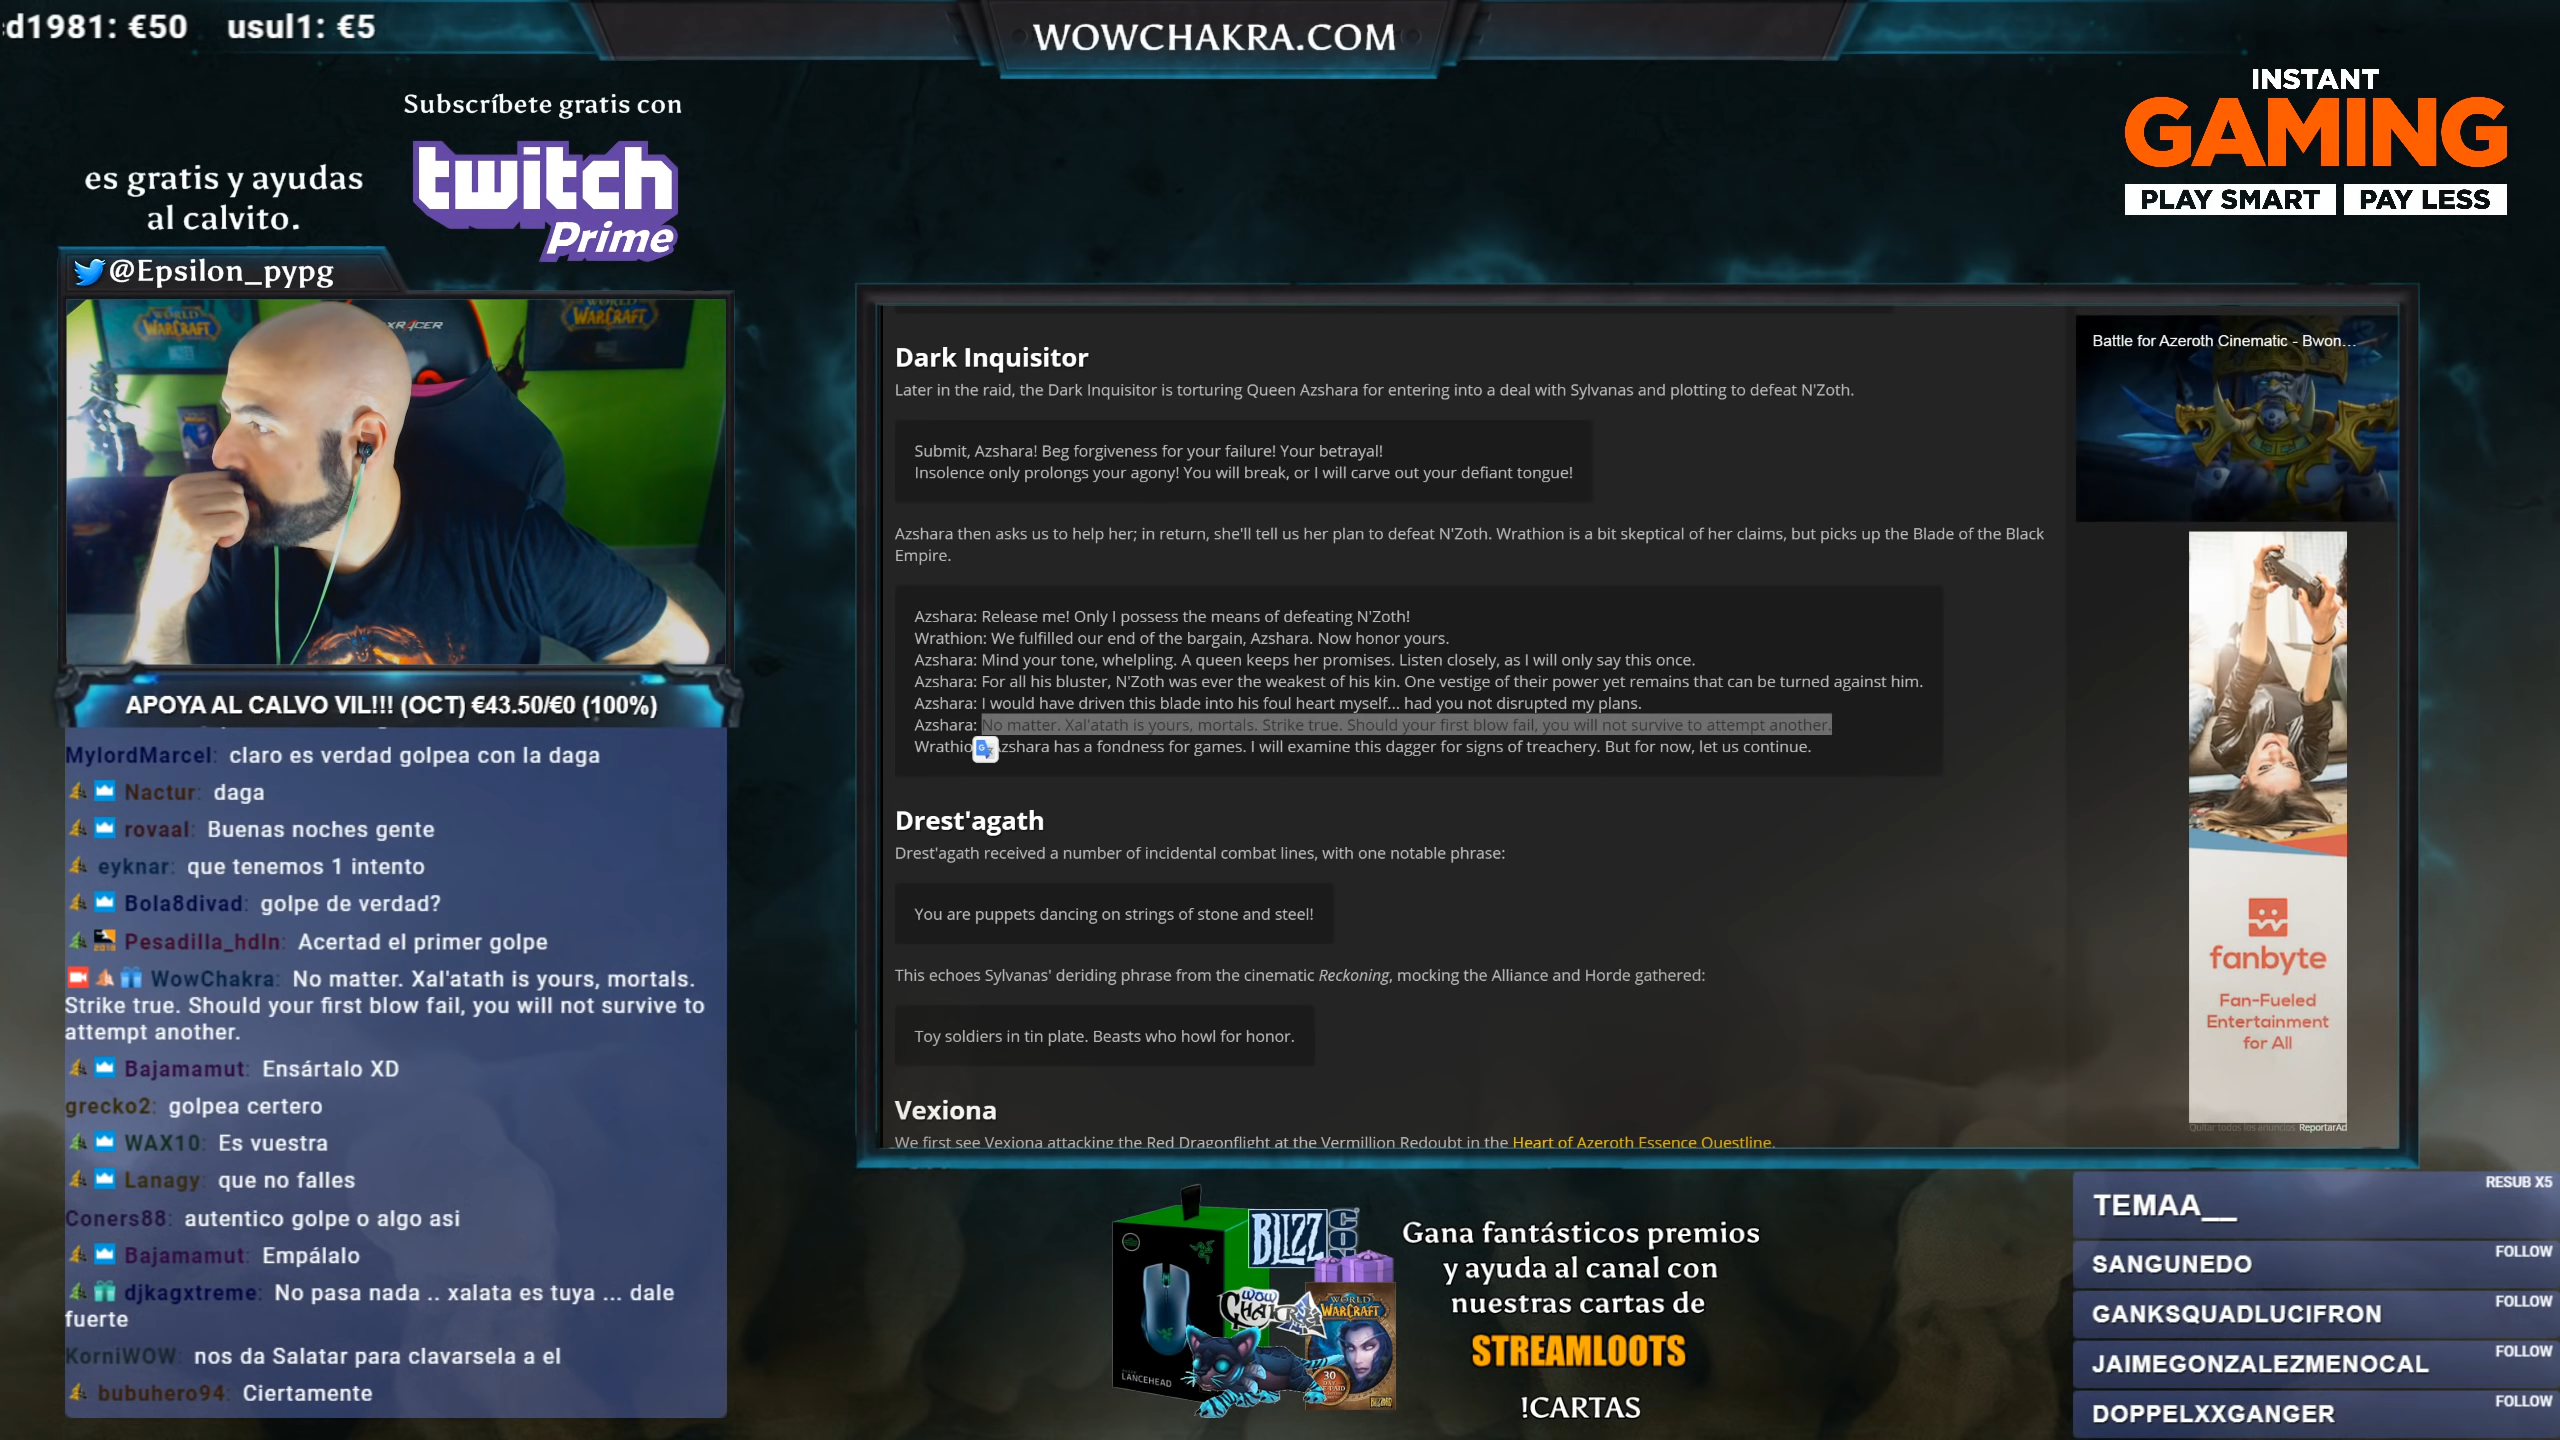 d1981: €50 usul1: €5
WOWCHAKRA.COM
Subscríbete gratis con
twitch
Prime
es gratis y ayudas
al calvito.
INSTANT
GAMING
PLAY SMART PAY LESS
@Epsilon_pypg
WORLD
WARCRAFT
WORLD
WARCRAFT
APOYA AL CALVO VIL!!! (OCT) €43.50/€0 (100%)
MylordMarcel: claro es verdad golpea con la daga
Nactur: daga
rovaal: Buenas noches gente
eyknar: que tenemos 1 intento
Bola8divad: golpe de verdad?
Pesadilla_hdln: Acertad el primer golpe
WowChakra: No matter. Xal'atath is yours, mortals.
Strike true. Should your first blow fail, you will not survive to
attempt another.
Bajamamut: Ensártalo XD
grecko2: golpea certero
WAX10: Es vuestra
Lanagy: que no falles
Coners88: autentico golpe o algo asi
Bajamamut: Empálalo
djkagxtreme: No pasa nada .. xalata es tuya ... dale
fuerte
KorniWOW: nos da Salatar para clavarsela a el
bubuhero94: Ciertamente
Dark Inquisitor
Later in the raid, the Dark Inquisitor is torturing Queen Azshara for entering into a deal with Sylvanas and plotting to defeat N'Zoth.
Submit, Azshara! Beg forgiveness for your failure! Your betrayal!
Insolence only prolongs your agony! You will break, or I will carve out your defiant tongue!
Azshara then asks us to help her; in return, she'll tell us her plan to defeat N'Zoth. Wrathion is a bit skeptical of her claims, but picks up the Blade of the Black
Empire.
Azshara: Release me! Only I possess the means of defeating N'Zoth!
Wrathion: We fulfilled our end of the bargain, Azshara. Now honor yours.
Azshara: Mind your tone, whelpling. A queen keeps her promises. Listen closely, as I will only say this once.
Azshara: For all his bluster, N'Zoth was ever the weakest of his kin. One vestige of their power yet remains that can be turned against him.
Azshara: I would have driven this blade into his foul heart myself... had you not disrupted my plans.
Azshara: No matter. Xal'atath is yours, mortals. Strike true. Should your first blow fail, you will not survive to attempt another.
Wrathio zshara has a fondness for games. I will examine this dagger for signs of treachery. But for now, let us continue.
Drest'agath
Drest'agath received a number of incidental combat lines, with one notable phrase:
You are puppets dancing on strings of stone and steel!
This echoes Sylvanas' deriding phrase from the cinematic Reckoning, mocking the Alliance and Horde gathered:
Toy soldiers in tin plate. Beasts who howl for honor.
Vexiona
We first see Vexiona attacking the Red Dragonflight at the Vermillion Redoubt in the Heart of Azeroth Essence Questline.
Battle for Azeroth Cinematic - Bwon...
fanbyte
Fan-Fueled
Entertainment
for All
Quitar todos los anuncios ReportarAd
BLIZZ
CON
WOW
CHAKRA
WORLD
WARCRAFT
30
LANCEHEAD
Gana fantásticos premios
y ayuda al canal con
nuestras cartas de
STREAMLOOTS
!CARTAS
RESUB X5
TEMAA__
FOLLOW
SANGUNEDO
FOLLOW
GANKSQUADLUCIFRON
FOLLOW
JAIMEGONZALEZMENOCAL
FOLLOW
DOPPELXXGANGER